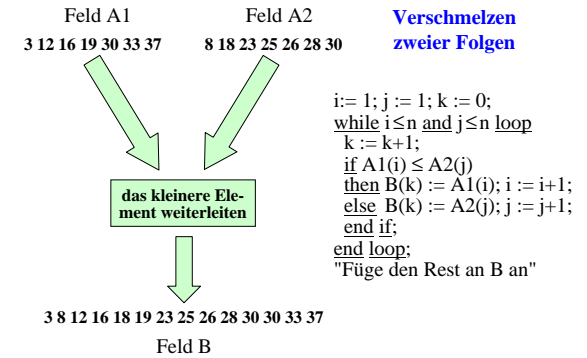 Feld A1
Feld A2
Verschmelzen
zweier Folgen
3 12 16 19 30 33 37
8 18 23 25 26 28 30
i:= 1; j := 1; k := 0;
while i≤n and j≤n loop
k := k+1;
if A1(i) ≤ A2(j)
then B(k) := A1(i); i := i+1;
else B(k) := A2(j); j := j+1;
end if;
end loop;
"Füge den Rest an B an"
das kleinere Ele-
ment weiterleiten
3 8 12 16 18 19 23 25 26 28 30 30 33 37
Feld B